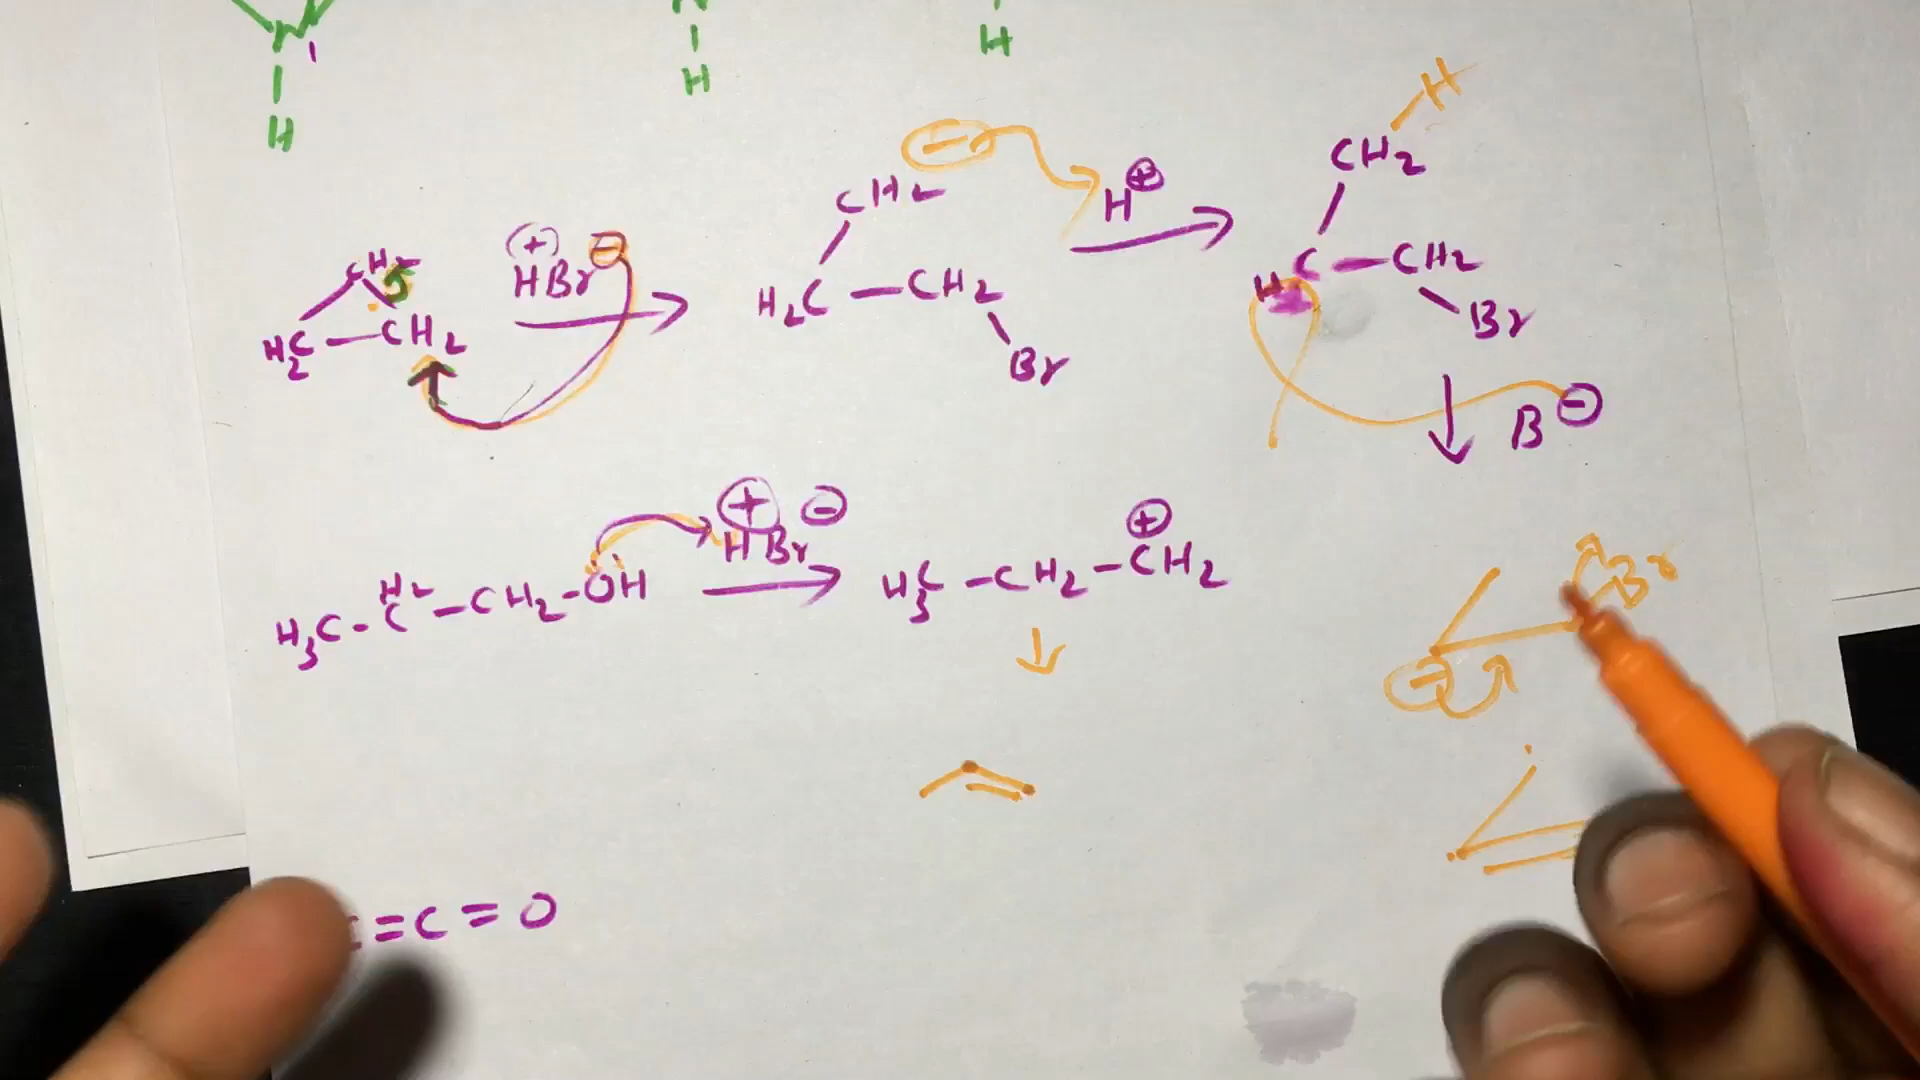 H H H
H
CH2 ⊖ H⊕ CH2
CH2 ⊕ ⊖ HBr
H2C — CH2
H2C — CH2
Br
HC — CH2
Br
B⊖
H3C - CH2 — CH2 - OH ⊕ ⊖ HBr H3C - CH2 - ⊕CH2
Br
⊖
=C=O